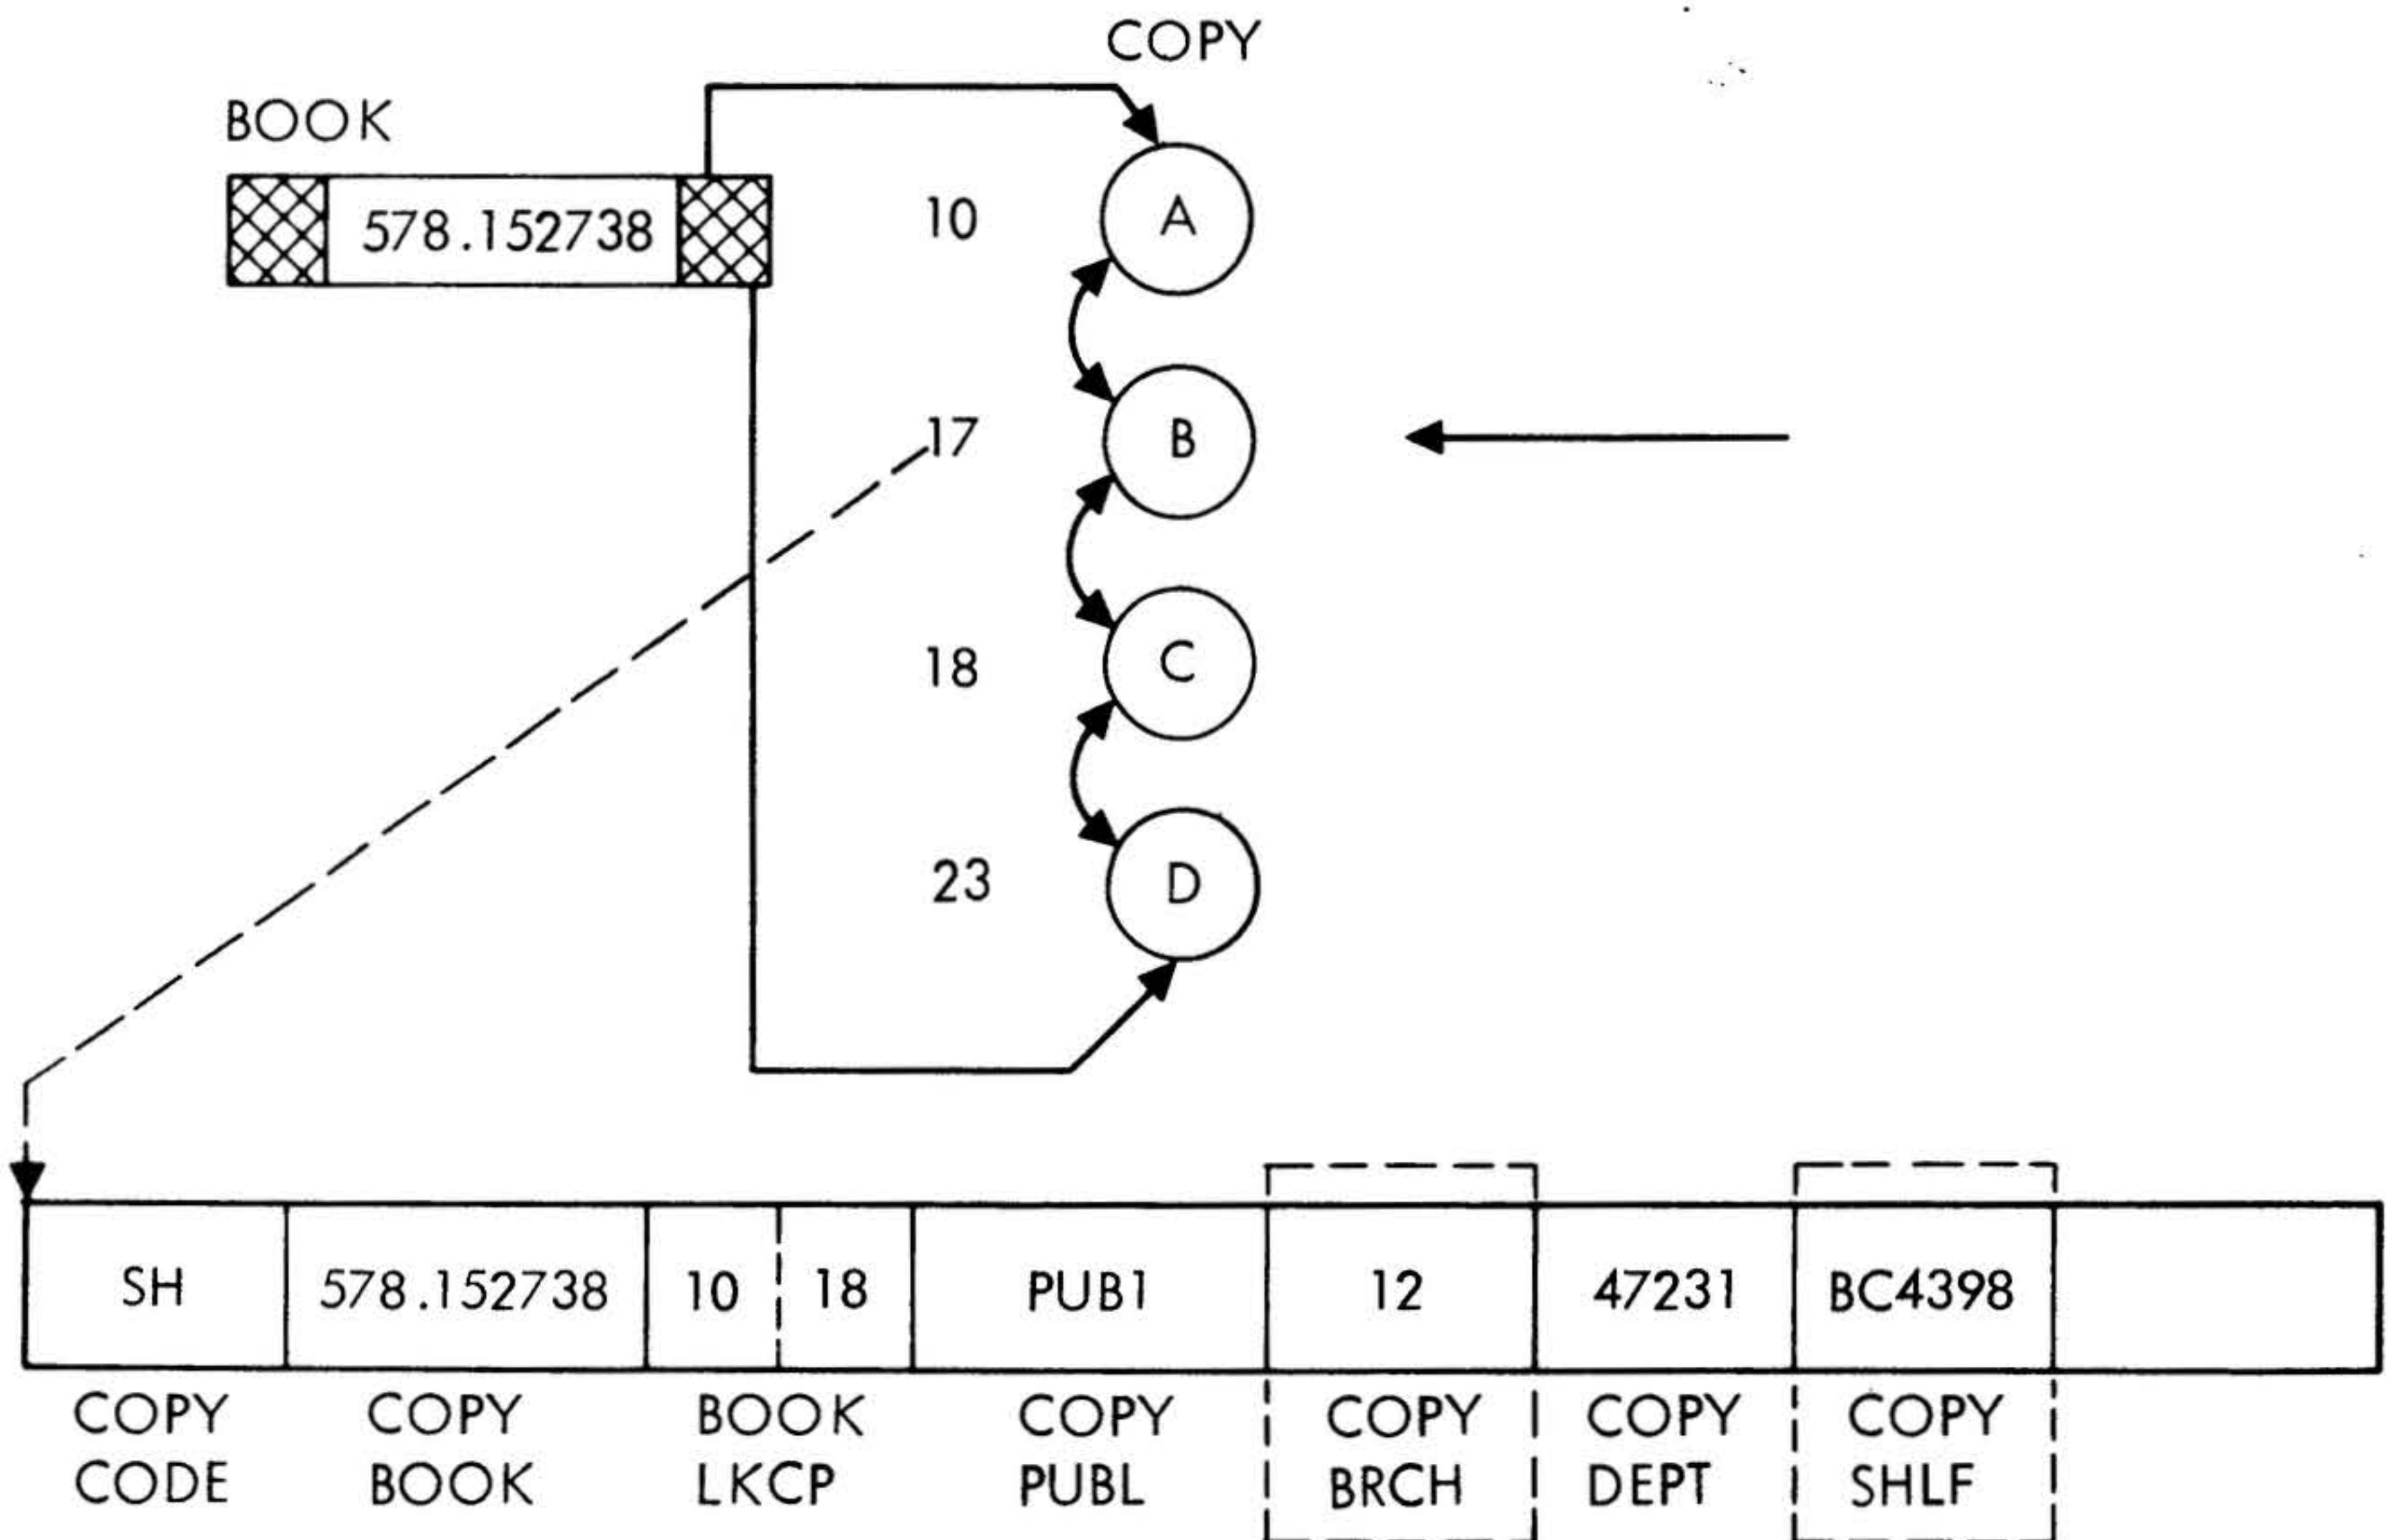 COPY
BOOK
578.152738
10 A
17 B
18 C
23 D
SH 578.152738 10 18 PUB1 12 47231 BC4398
COPY COPY BOOK COPY COPY COPY COPY
CODE BOOK LKCP PUBL BRCH DEPT SHLF